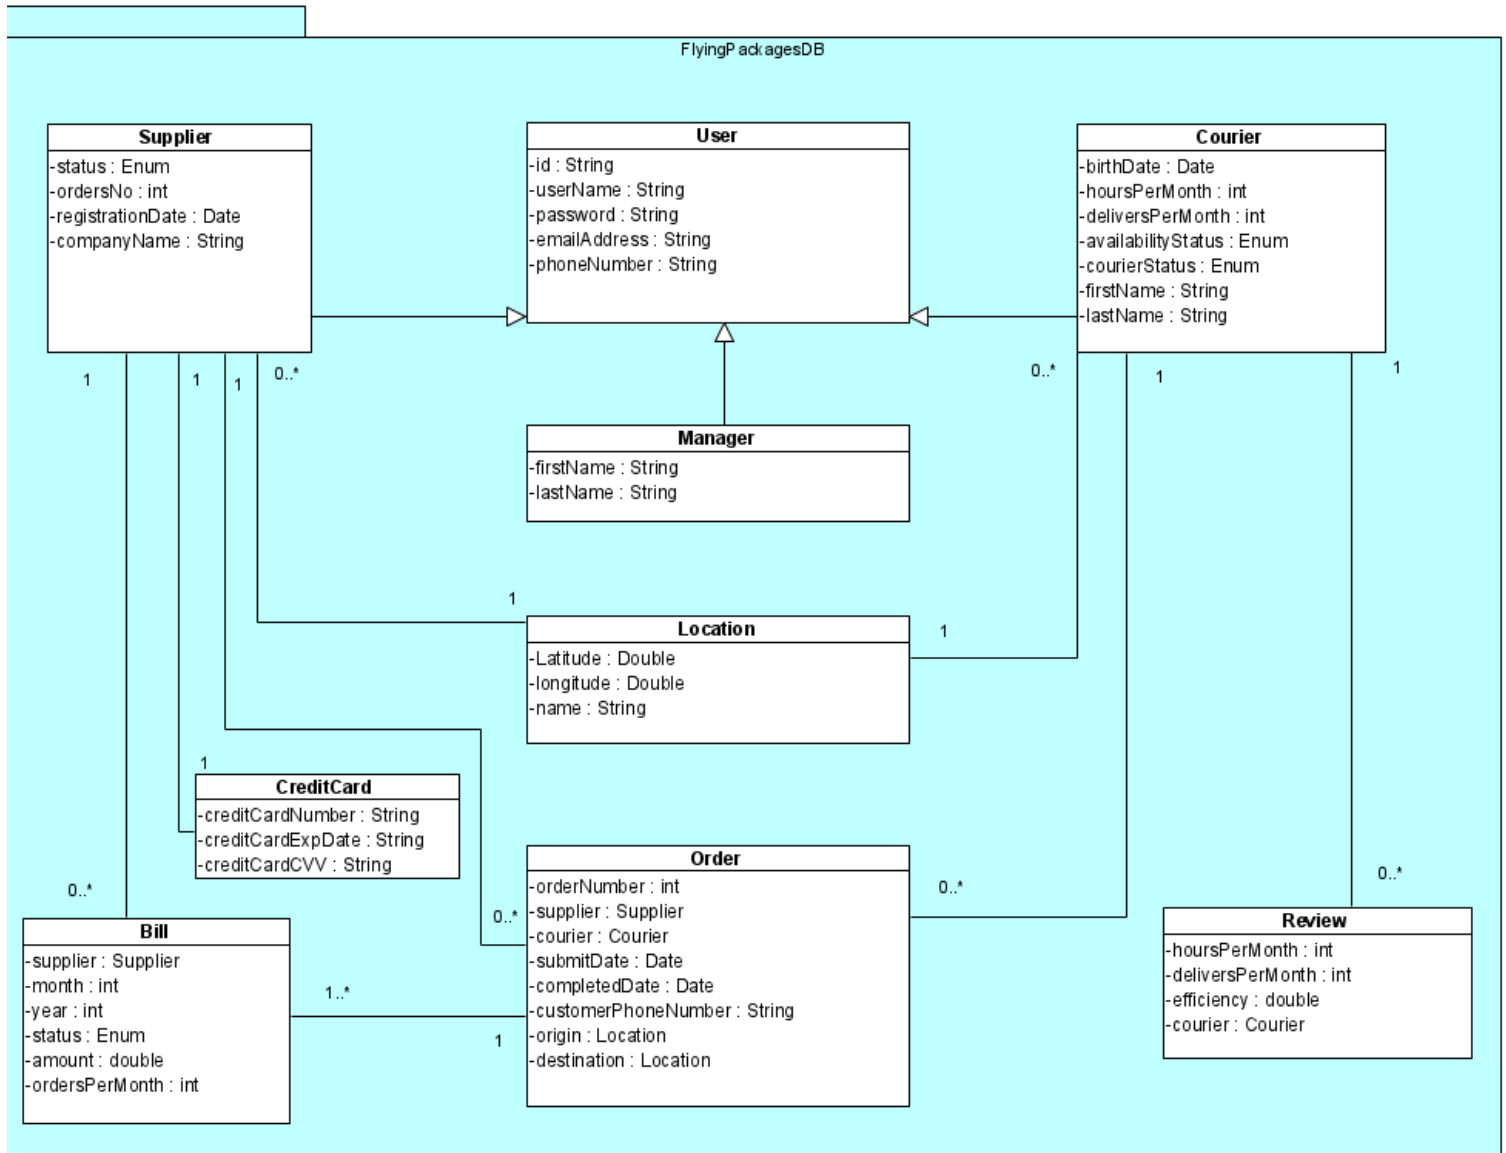 FlyingPackagesDB
Supplier
-status : Enum
-ordersNo : int
-registrationDate : Date
-companyName : String
User
-id : String
-userName : String
-password : String
-emailAddress : String
-phoneNumber : String
Courier
-birthDate : Date
-hoursPerMonth : int
-deliversPerMonth : int
-availabilityStatus : Enum
-courierStatus : Enum
-firstName : String
-lastName : String
1
1
1
0..*
0..*
1
1
Manager
-firstName : String
-lastName : String
1
1
Location
-Latitude : Double
-longitude : Double
-name : String
1
CreditCard
-creditCardNumber : String
-creditCardExpDate : String
-creditCardCVV : String
0..*
0..*
0..*
0..*
Bill
-supplier : Supplier
-month : int
-year : int
-status : Enum
-amount : double
-ordersPerMonth : int
1..*
1
Order
-orderNumber : int
-supplier : Supplier
-courier : Courier
-submitDate : Date
-completedDate : Date
-customerPhoneNumber : String
-origin : Location
-destination : Location
Review
-hoursPerMonth : int
-deliversPerMonth : int
-efficiency : double
-courier : Courier